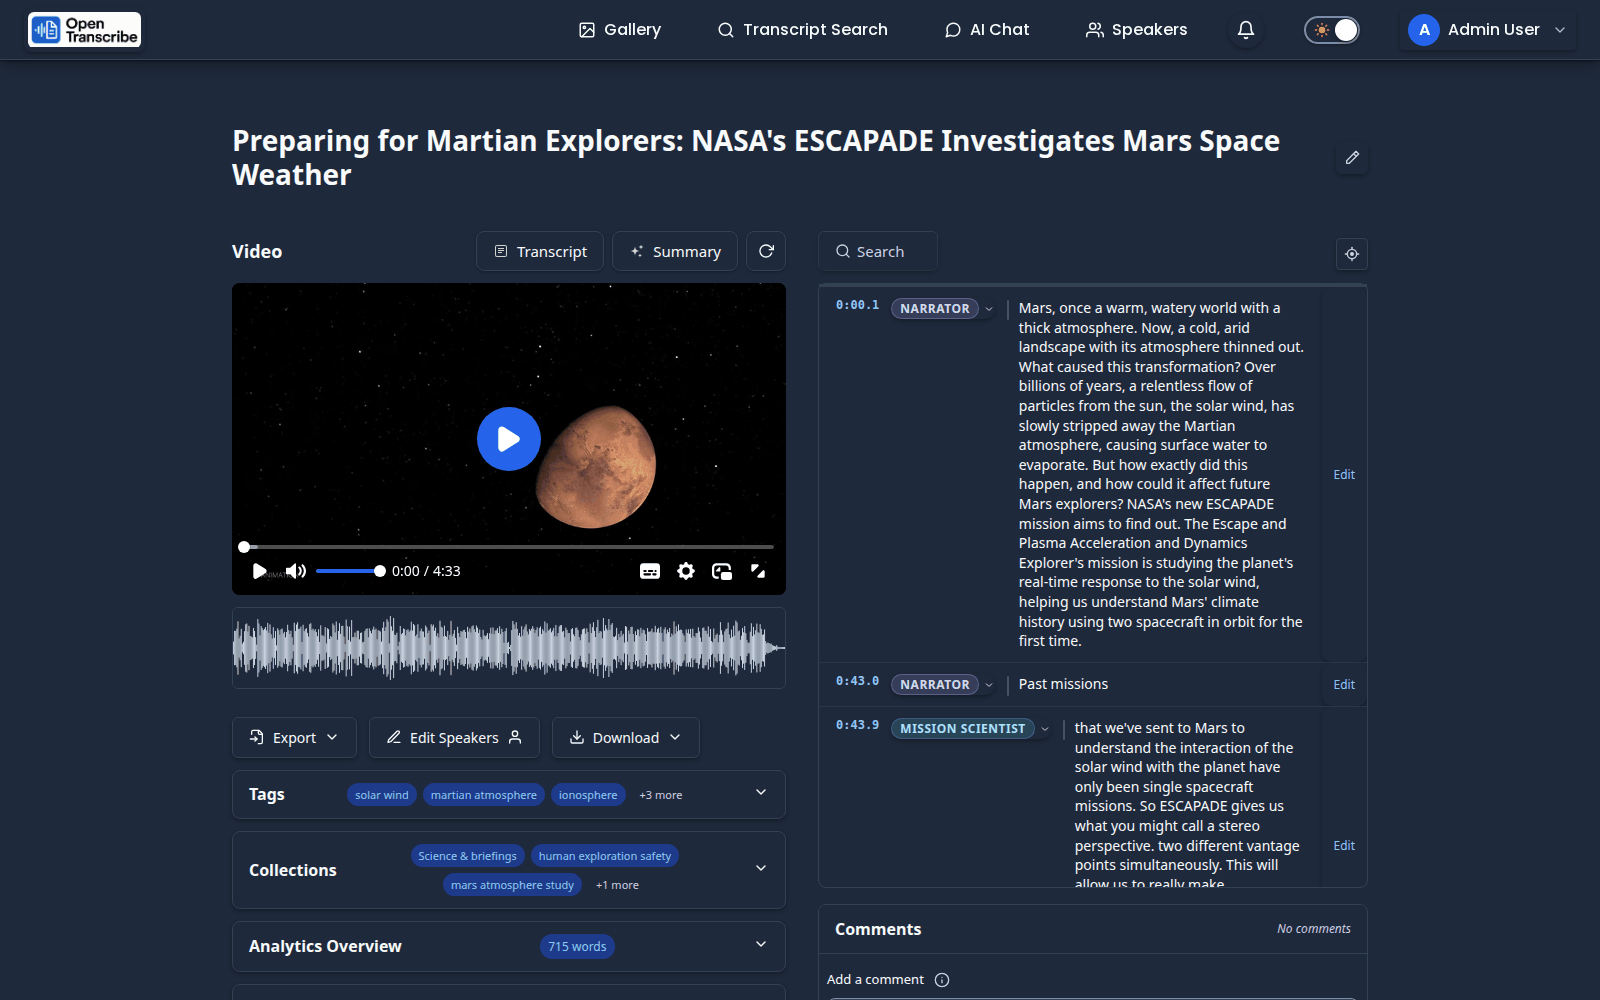 Open
Transcribe
Gallery
Transcript Search
AI Chat
Speakers
A
Admin User
Preparing for Martian Explorers: NASA's ESCAPADE Investigates Mars Space
Weather
Video
Transcript
Summary
0:00 / 4:33
Export
Edit Speakers
Download
Tags
solar wind
martian atmosphere
ionosphere
+3 more
Collections
Science & briefings
human exploration safety
mars atmosphere study
+1 more
Analytics Overview
715 words
Search
0:00.1
NARRATOR
Mars, once a warm, watery world with a
thick atmosphere. Now, a cold, arid
landscape with its atmosphere thinned out.
What caused this transformation? Over
billions of years, a relentless flow of
particles from the sun, the solar wind, has
slowly stripped away the Martian
atmosphere, causing surface water to
evaporate. But how exactly did this
happen, and how could it affect future
Mars explorers? NASA's new ESCAPADE
mission aims to find out. The Escape and
Plasma Acceleration and Dynamics
Explorer's mission is studying the planet's
real-time response to the solar wind,
helping us understand Mars' climate
history using two spacecraft in orbit for the
first time.
Edit
0:43.0
NARRATOR
Past missions
Edit
0:43.9
MISSION SCIENTIST
that we've sent to Mars to
understand the interaction of the
solar wind with the planet have
only been single spacecraft
missions. So ESCAPADE gives us
what you might call a stereo
perspective. two different vantage
points simultaneously. This will
allow us to really make
Edit
Comments
No comments
Add a comment